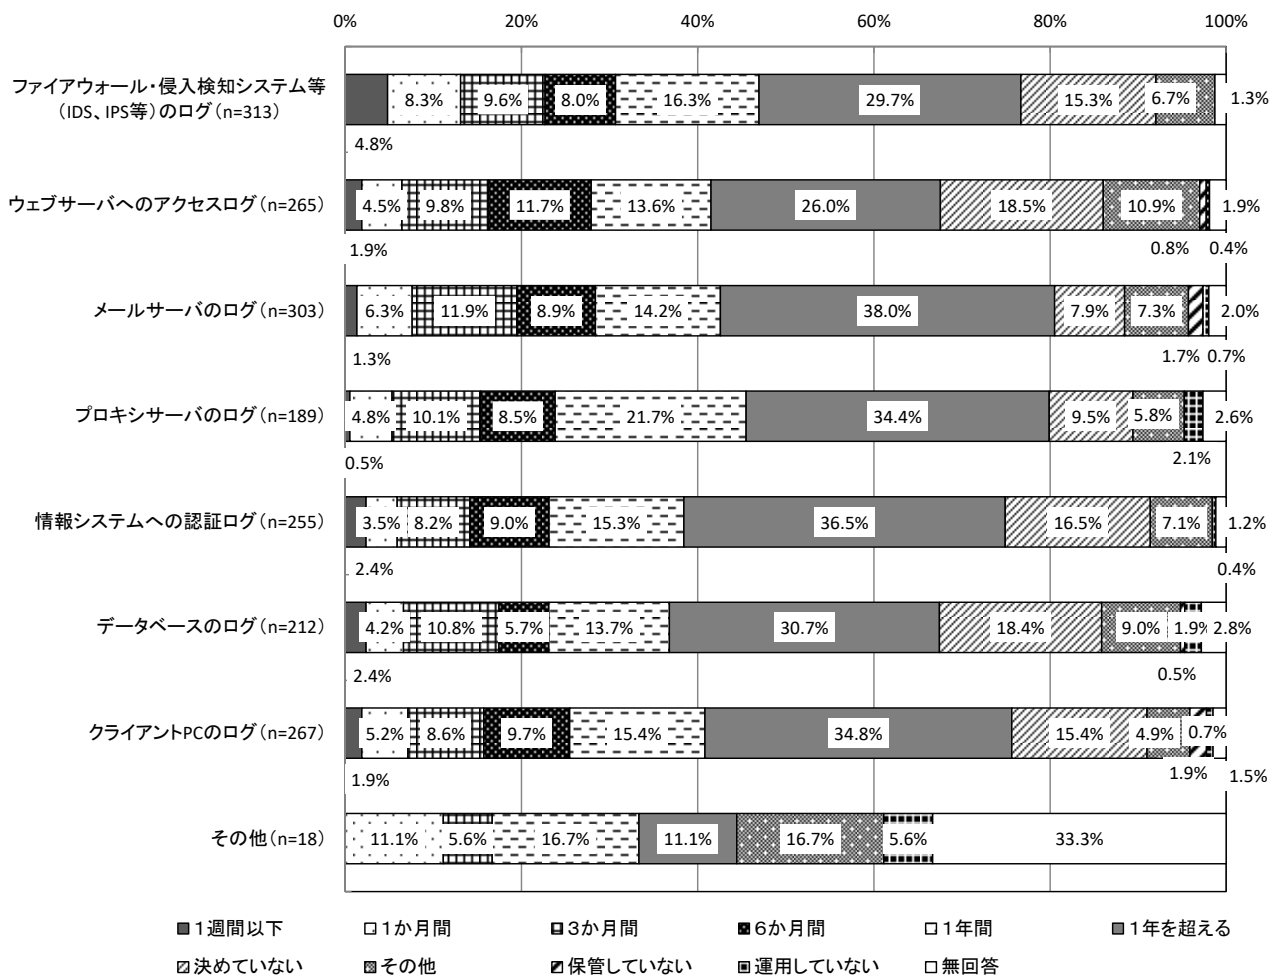 0% 20% 40% 60% 80% 100%
ファイアウォール・侵入検知システム等
（IDS、IPS等）のログ（n=313）
8.3% 9.6% 8.0% 16.3% 29.7% 15.3% 6.7% 1.3%
4.8%
ウェブサーバへのアクセスログ（n=265）
4.5% 9.8% 11.7% 13.6% 26.0% 18.5% 10.9% 1.9%
1.9% 0.8% 0.4%
メールサーバのログ（n=303）
6.3% 11.9% 8.9% 14.2% 38.0% 7.9% 7.3% 2.0%
1.3% 1.7% 0.7%
プロキシサーバのログ（n=189）
4.8% 10.1% 8.5% 21.7% 34.4% 9.5% 5.8% 2.6%
0.5% 2.1%
情報システムへの認証ログ（n=255）
3.5% 8.2% 9.0% 15.3% 36.5% 16.5% 7.1% 1.2%
2.4% 0.4%
データベースのログ（n=212）
4.2% 10.8% 5.7% 13.7% 30.7% 18.4% 9.0% 1.9% 2.8%
2.4% 0.5%
クライアントPCのログ（n=267）
5.2% 8.6% 9.7% 15.4% 34.8% 15.4% 4.9% 0.7%
1.9% 1.9% 1.5%
その他（n=18）
11.1% 5.6% 16.7% 11.1% 16.7% 5.6% 33.3%
１週間以下 １か月間 ３か月間 ６か月間 １年間 １年を超える
決めていない その他 保管していない 運用していない 無回答